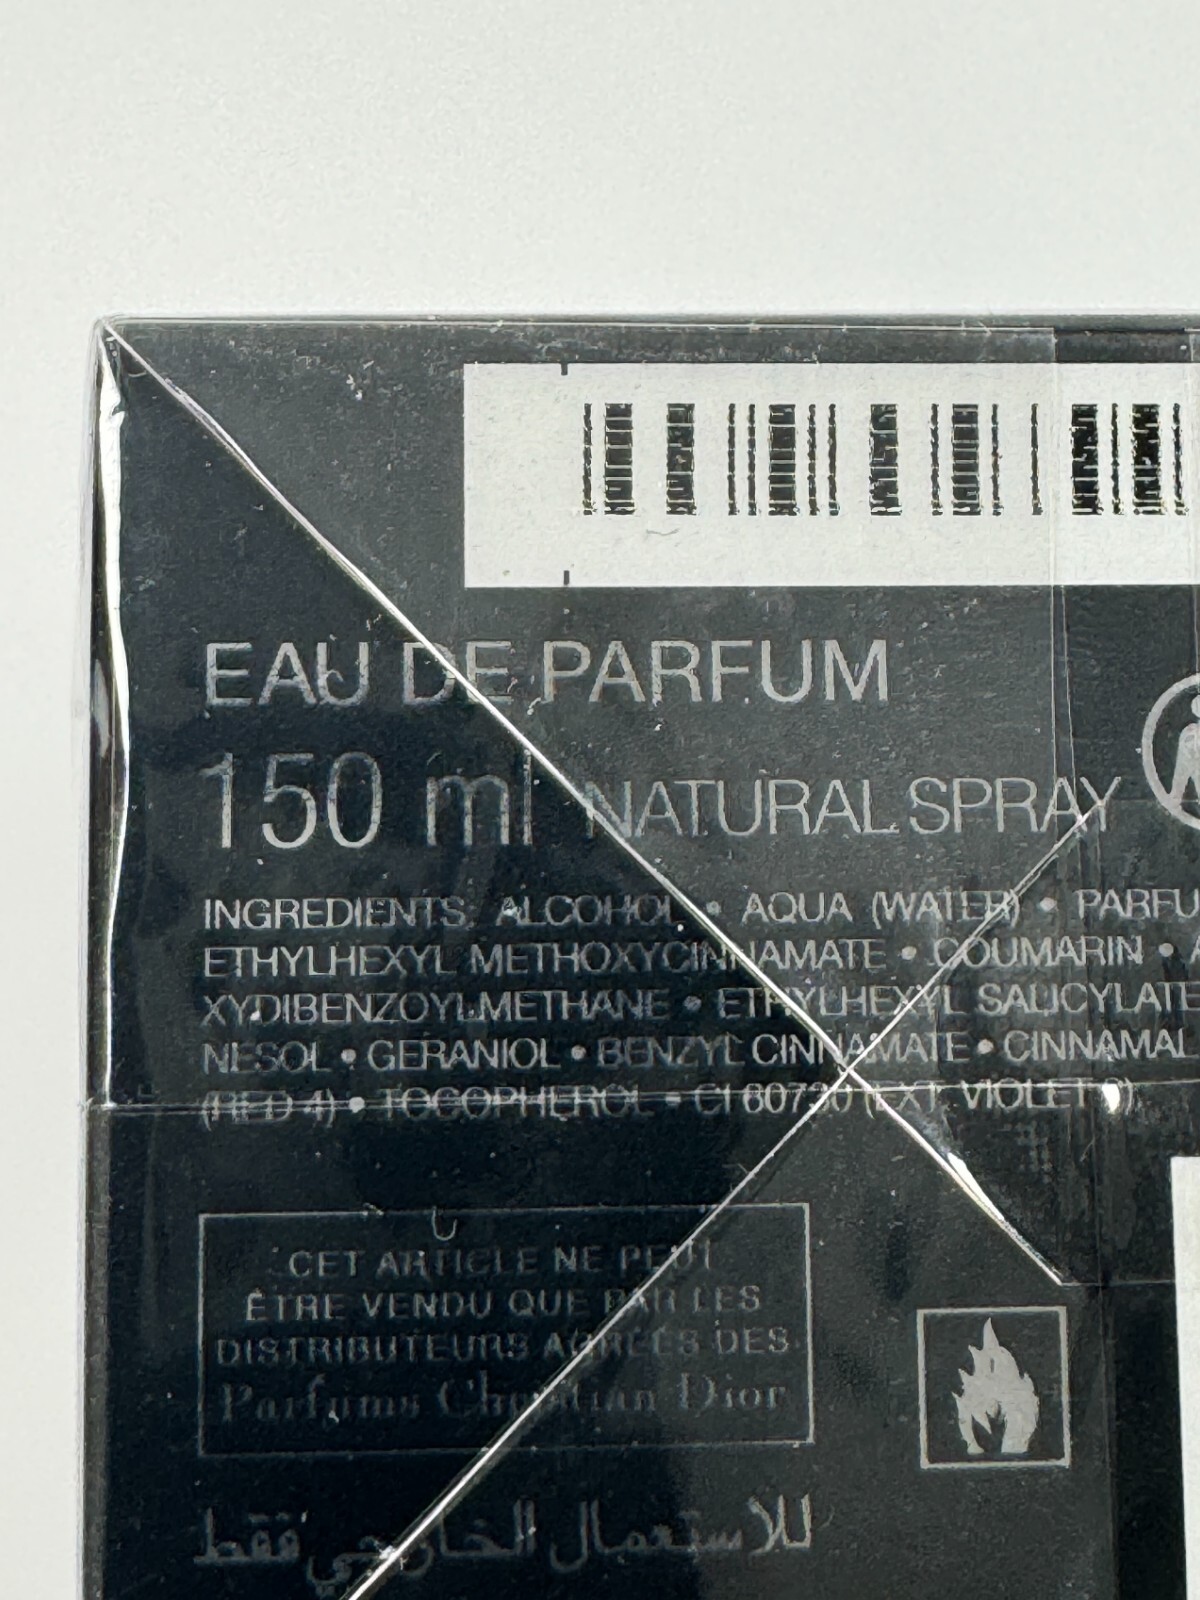 EAU DE PARFUM
150 ml NATURAL SPRAY
INGREDIENTS: ALCOHOL • AQUA (WATER) • PARFU
ETHYLHEXYL METHOXYCINNAMATE • COUMARIN • A
XYDIBENZOYLMETHANE • ETHYLHEXYL SALICYLATE
NESOL • GERANIOL • BENZYL CINNAMATE • CINNAMAL
(RED 4) • TOCOPHEROL • CI 60730 (EXT. VIOLET 2)
CET ARTICLE NE PEUT
ÊTRE VENDU QUE PAR LES
DISTRIBUTEURS AGRÉÉS DES
Parfums Christian Dior
للاستعمال الخارجي فقط